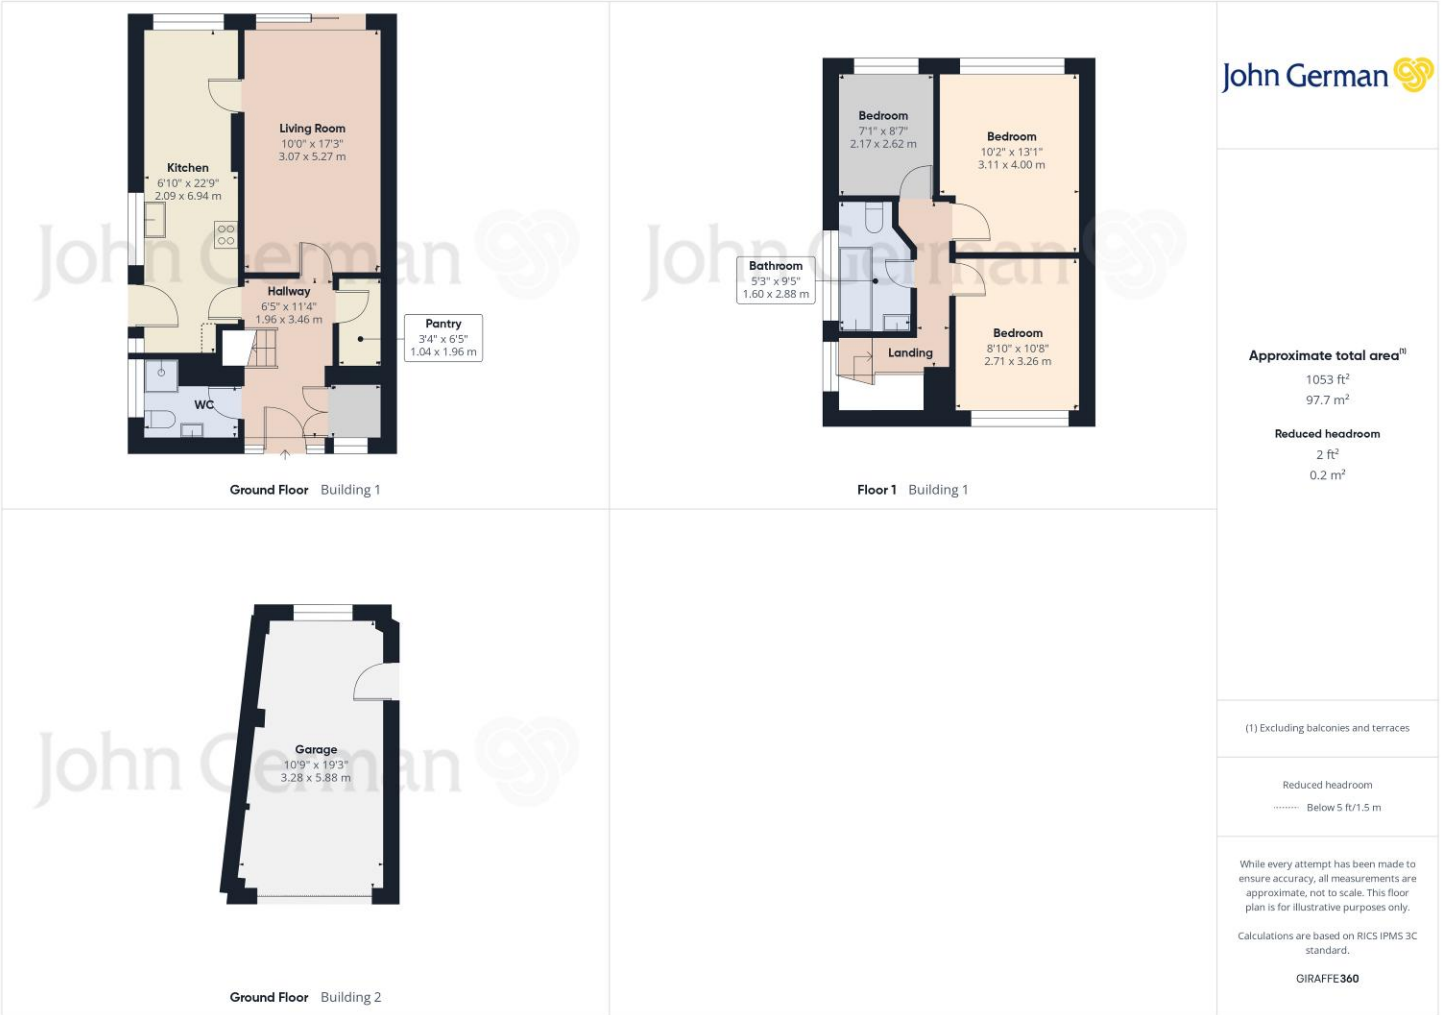 Living Room
10'0" x 17'3"
3.07 x 5.27 m
Kitchen
6'10" x 22'9"
2.09 x 6.94 m
Hallway
6'5" x 11'4"
1.96 x 3.46 m
Pantry
3'4" x 6'5"
1.04 x 1.96 m
WC
John German
Ground Floor Building 1
Bedroom
7'1" x 8'7"
2.17 x 2.62 m
Bedroom
10'2" x 13'1"
3.11 x 4.00 m
Bathroom
5'3" x 9'5"
1.60 x 2.88 m
Bedroom
8'10" x 10'8"
2.71 x 3.26 m
Landing
John German
Floor 1 Building 1
Garage
10'9" x 19'3"
3.28 x 5.88 m
John German
Ground Floor Building 2
John German
Approximate total area(1)
1053 ft²
97.7 m²
Reduced headroom
2 ft²
0.2 m²
(1) Excluding balconies and terraces
Reduced headroom
Below 5 ft/1.5 m
While every attempt has been made to
ensure accuracy, all measurements are
approximate, not to scale. This floor
plan is for illustrative purposes only.
Calculations are based on RICS IPMS 3C
standard.
GIRAFFE360